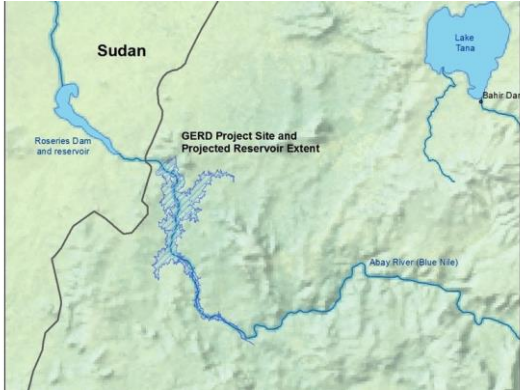 Sudan
Lake
Tana
Bahir Dar
Roseries Dam
and reservoir
GERD Project Site and
Projected Reservoir Extent
Abay River (Blue Nile)